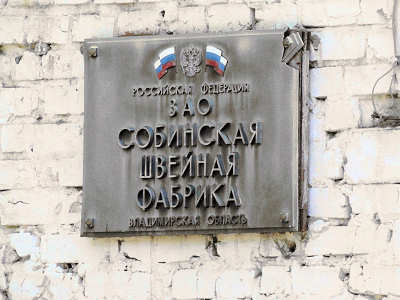 РОССИЙСКАЯ ФЕДЕРАЦИЯ
ЗАО
СОБИНСКАЯ
ШВЕЙНАЯ
ФАБРИКА
ВЛАДИМИРСКАЯ ОБЛАСТЬ